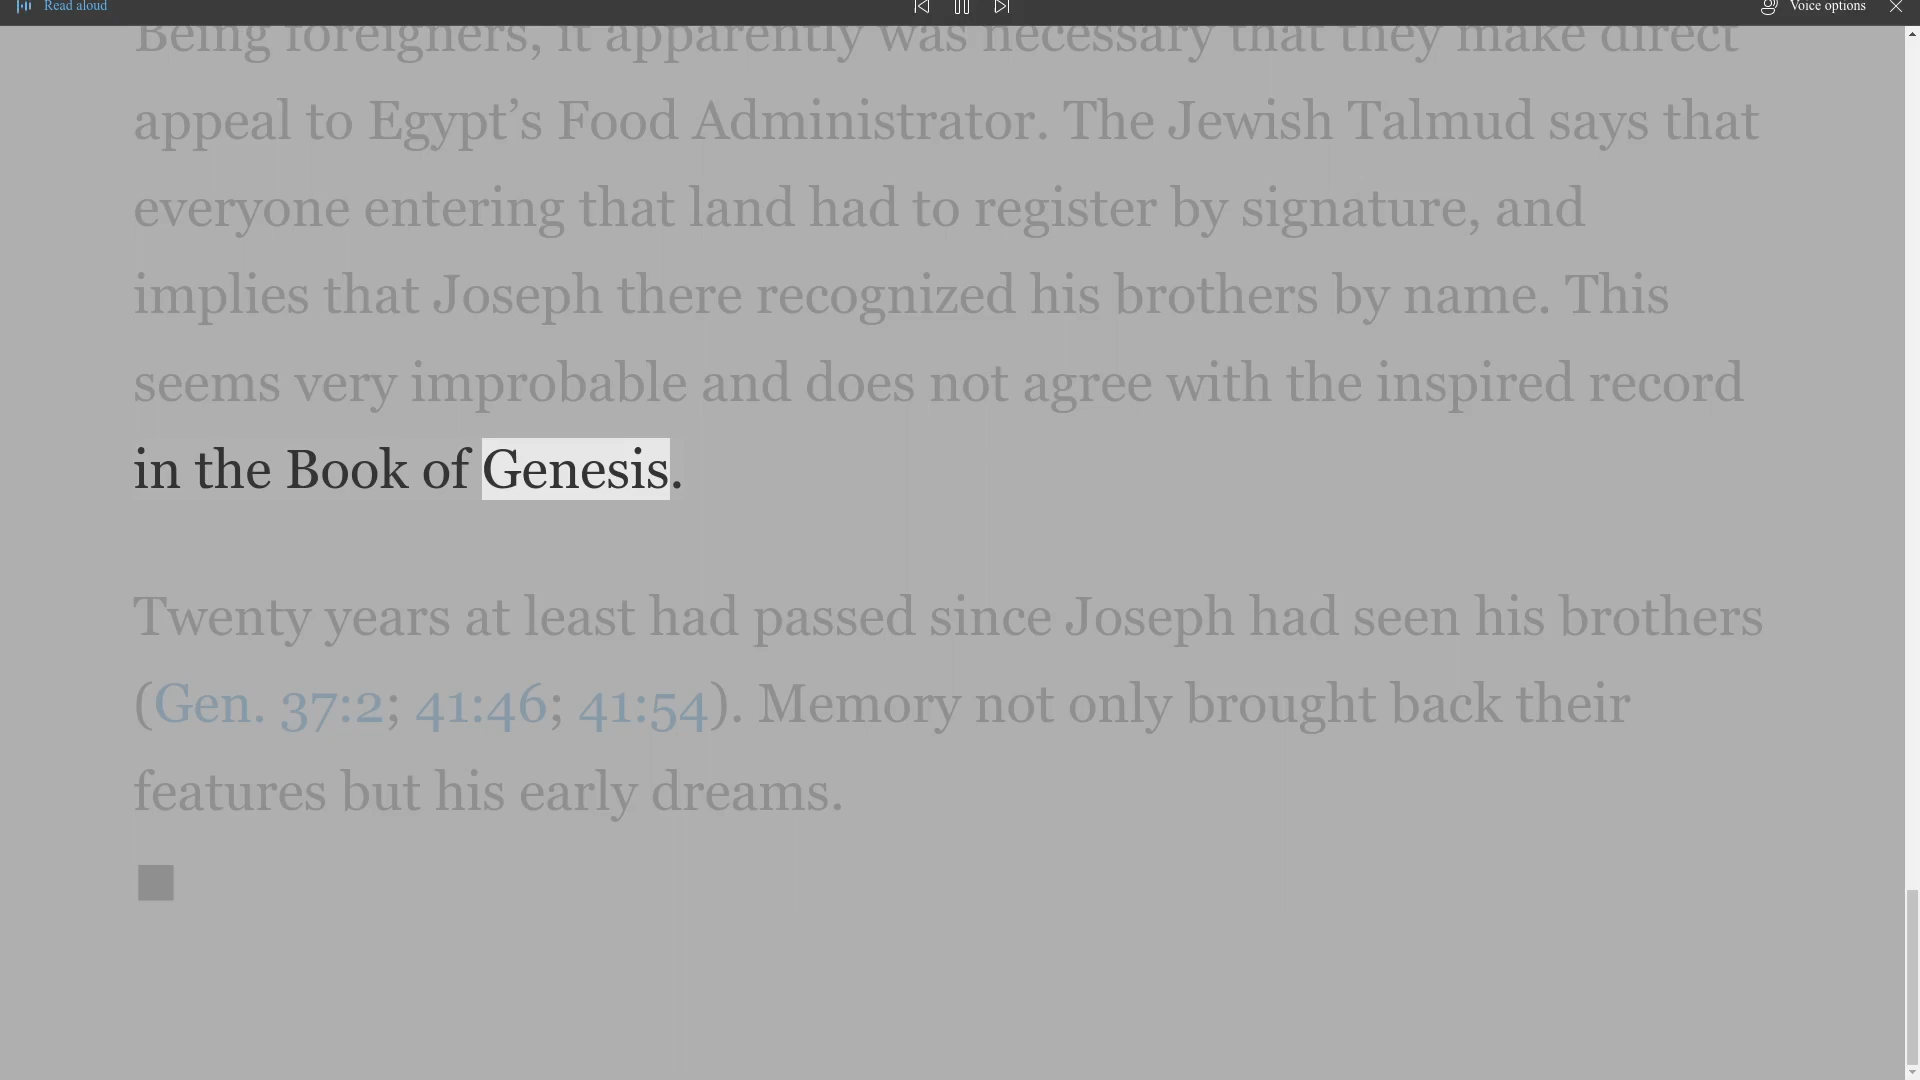 Read aloud
Voice options
Being foreigners, it apparently was necessary that they make direct
appeal to Egypt’s Food Administrator. The Jewish Talmud says that
everyone entering that land had to register by signature, and
implies that Joseph there recognized his brothers by name. This
seems very improbable and does not agree with the inspired record
in the Book of Genesis.
Twenty years at least had passed since Joseph had seen his brothers
(Gen. 37:2; 41:46; 41:54). Memory not only brought back their
features but his early dreams.